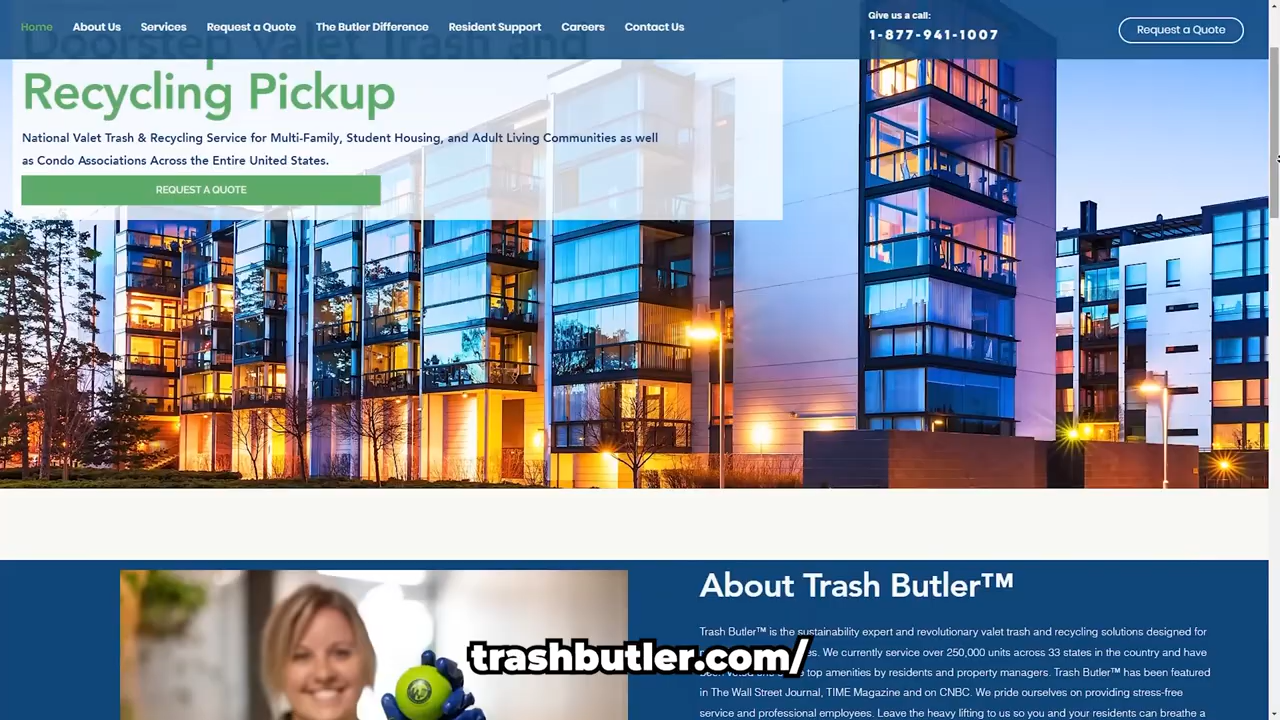 Home About Us Services Request a Quote The Butler Difference Resident Support Careers Contact Us
Give us a call:
1-877-941-1007
Request a Quote
Doorstep Valet Trash and
Recycling Pickup
National Valet Trash & Recycling Service for Multi-Family, Student Housing, and Adult Living Communities as well
as Condo Associations Across the Entire United States.
REQUEST A QUOTE
About Trash Butler™
Trash Butler™ is the sustainability expert and revolutionary valet trash and recycling solutions designed for
We currently service over 250,000 units across 33 states in the country and have
top amenities by residents and property managers. Trash Butler™ has been featured
in The Wall Street Journal, TIME Magazine and on CNBC. We pride ourselves on providing stress-free
service and professional employees. Leave the heavy lifting to us so you and your residents can breathe a
trashbutler.com/